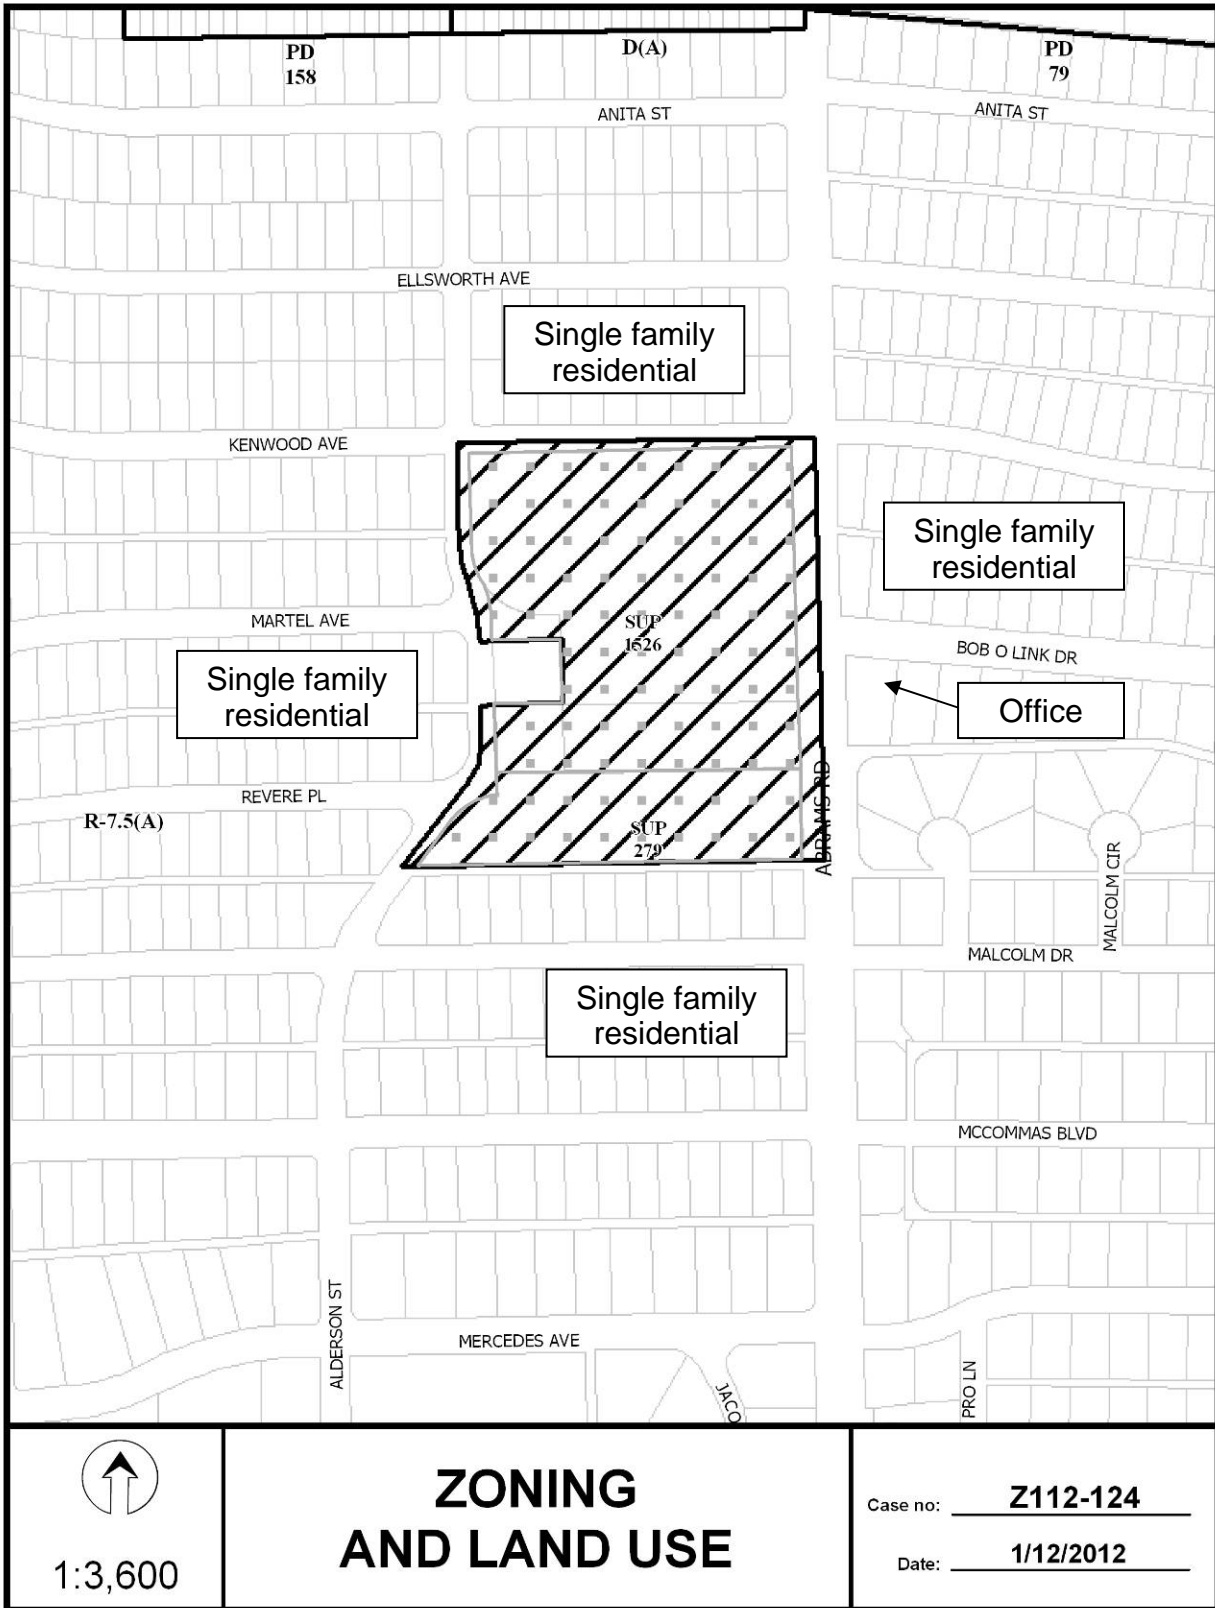 PD
158
D(A)
PD
79
ANITA ST
ANITA ST
ELLSWORTH AVE
Single family
residential
KENWOOD AVE
Single family
residential
MARTEL AVE
SUP
1526
BOB O LINK DR
Single family
residential
Office
REVERE PL
R-7.5(A)
SUP
279
ABRAMS RD
MALCOLM CIR
MALCOLM DR
Single family
residential
MCCOMMAS BLVD
ALDERSON ST
MERCEDES AVE
JACO
PRO LN
1:3,600
ZONING
AND LAND USE
Case no: Z112-124
Date: 1/12/2012